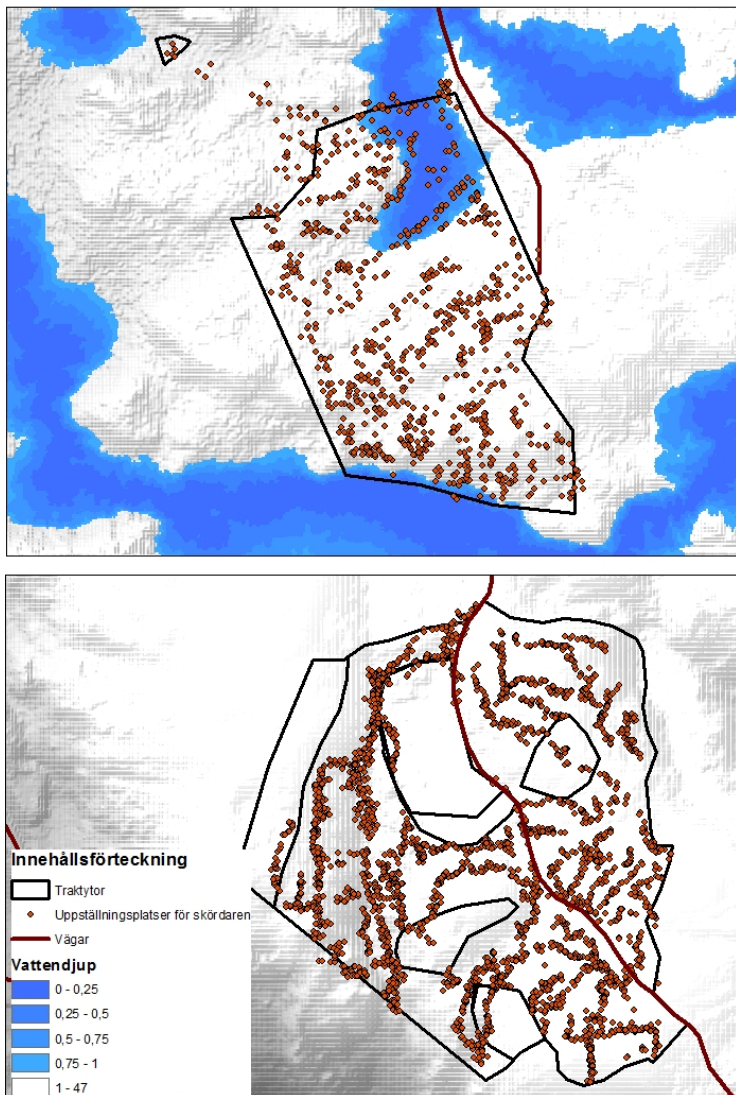 Innehållsförteckning
Traktytor
Uppställningsplatser för skördaren
Vägar
Vattendjup
0 - 0,25
0,25 - 0,5
0,5 - 0,75
0,75 - 1
1 - 47